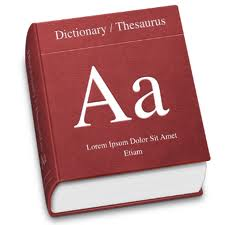 Dictionary / Thesaurus
Aa
Lorem Ipsum Dolor Sit Amet
Etiam